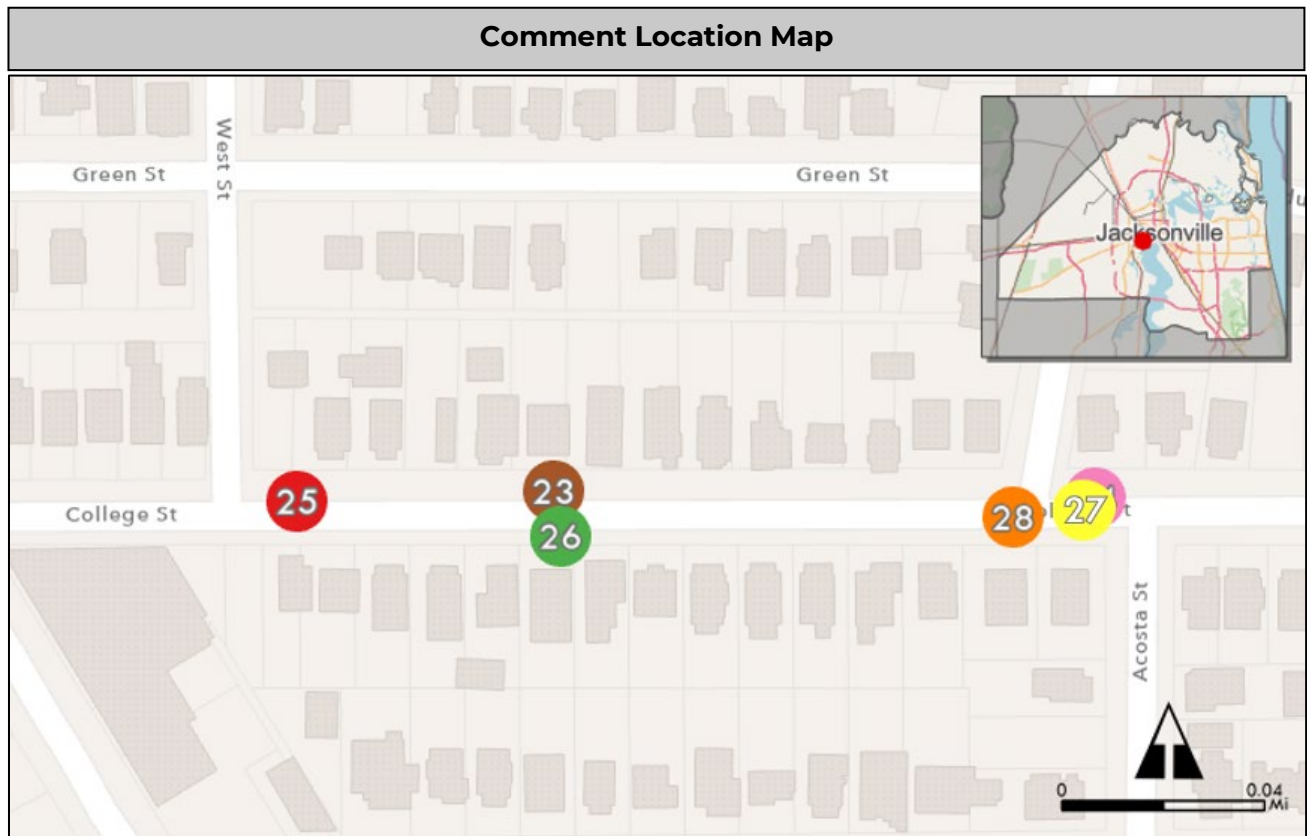 Comment Location Map
West St
Green St
Green St
Jacksonville
25
23
26
28
27
College St
Acosta St
0
0.04
Mi